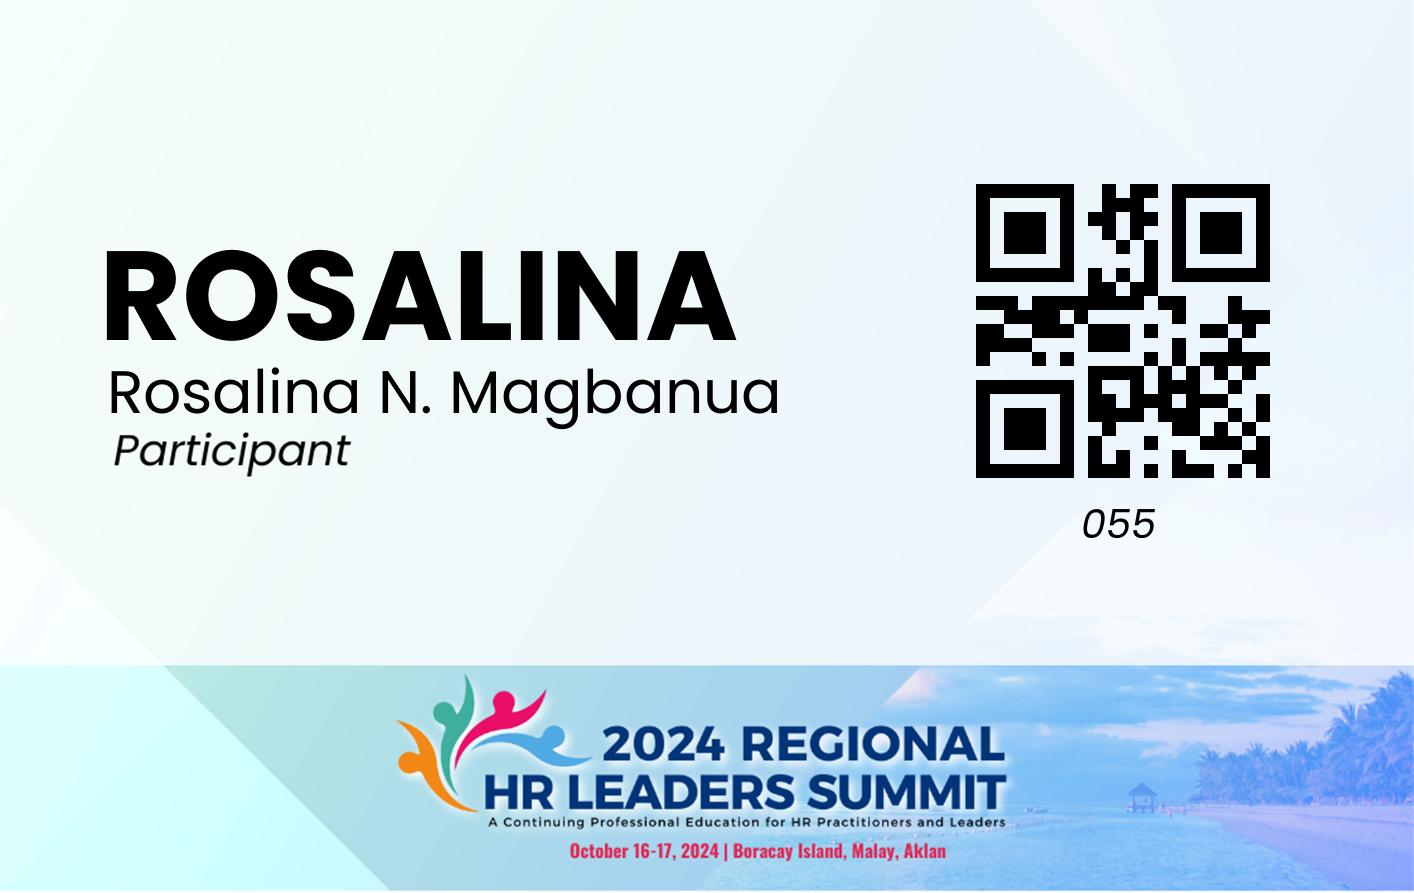 ROSALINA
Rosalina N. Magbanua
Participant
055
2024 REGIONAL
HR LEADERS SUMMIT
A Continuing Professional Education for HR Practitioners and Leaders
October 16-17, 2024 | Boracay Island, Malay, Aklan